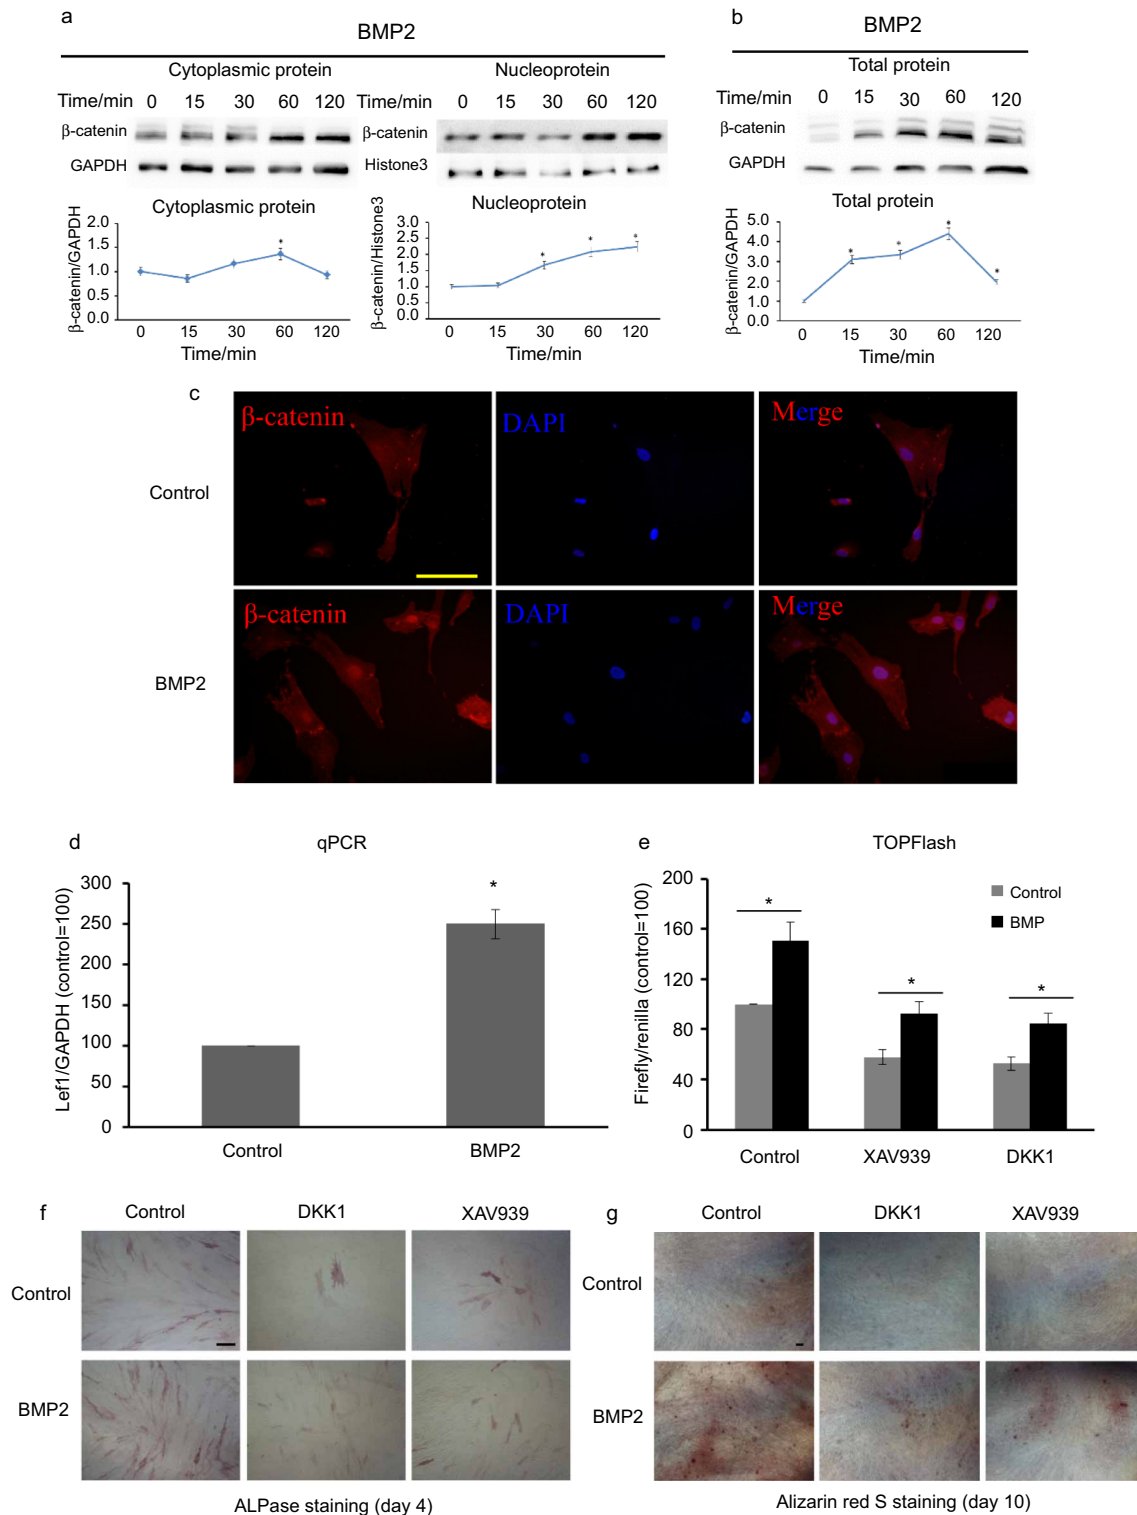 a
BMP2
Cytoplasmic protein
Nucleoprotein
Time/min 0 15 30 60 120
Time/min 0 15 30 60 120
β-catenin
β-catenin
GAPDH
Histone3
Cytoplasmic protein
β-catenin/GAPDH
2.0
1.5
1.0
0.5
0.0
*
0 15 30 60 120
Time/min
Nucleoprotein
β-catenin/Histone3
3.0
2.5
2.0
1.5
1.0
0.5
0.0
* * *
0 15 30 60 120
Time/min
b
BMP2
Total protein
Time/min 0 15 30 60 120
β-catenin
GAPDH
Total protein
β-catenin/GAPDH
5.0
4.0
3.0
2.0
1.0
0.0
* * * *
0 15 30 60 120
Time/min
c
Control
β-catenin
DAPI
Merge
BMP2
β-catenin
DAPI
Merge
d
qPCR
Lef1/GAPDH (control=100)
300
250
200
150
100
50
0
*
Control BMP2
e
TOPFlash
Firefly/renilla (control=100)
200
160
120
80
40
0
Control
BMP
* * *
Control XAV939 DKK1
f
Control DKK1 XAV939
Control
BMP2
ALPase staining (day 4)
g
Control DKK1 XAV939
Control
BMP2
Alizarin red S staining (day 10)